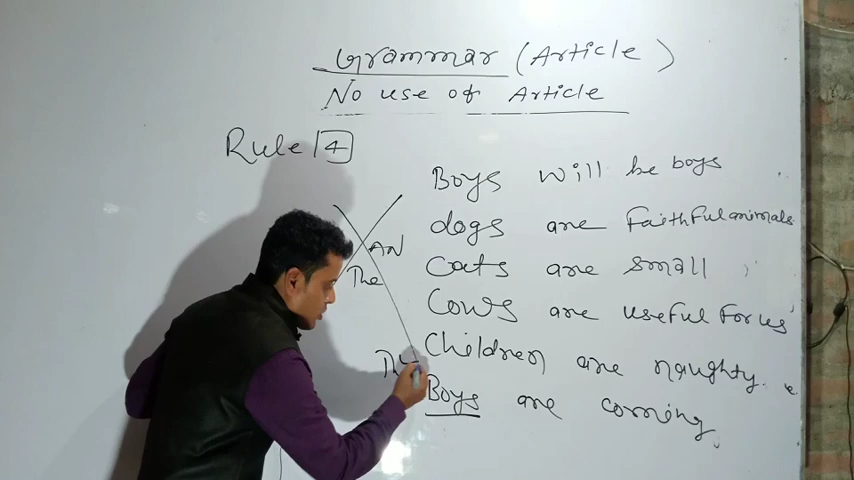 Grammar (Article)
No use of Article
Rule 4
Boys will be boys
AN dogs are Faithful animals.
The Cats are small
Cows are useful For us
Children are naughty.
Boys are coming